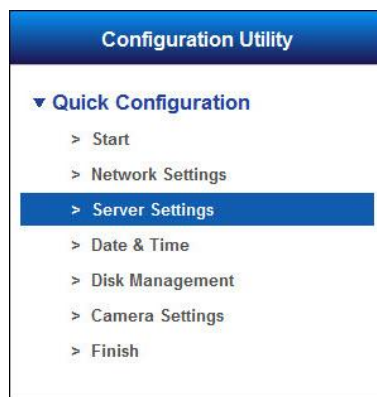 Configuration Utility
Quick Configuration
> Start
> Network Settings
> Server Settings
> Date & Time
> Disk Management
> Camera Settings
> Finish